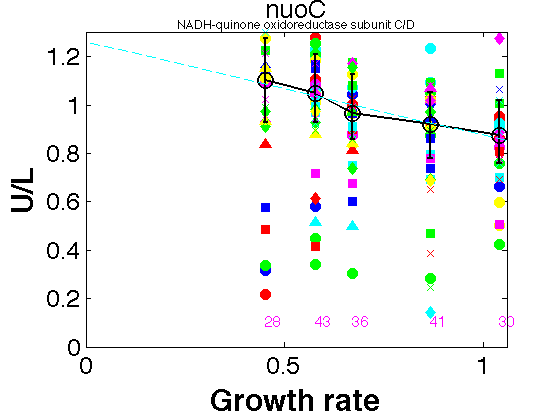 nuoC
NADH-quinone oxidoreductase subunit C/D
U/L
1.2
1
0.8
0.6
0.4
0.2
0
28 43 36 41 30
0 0.5 1
Growth rate